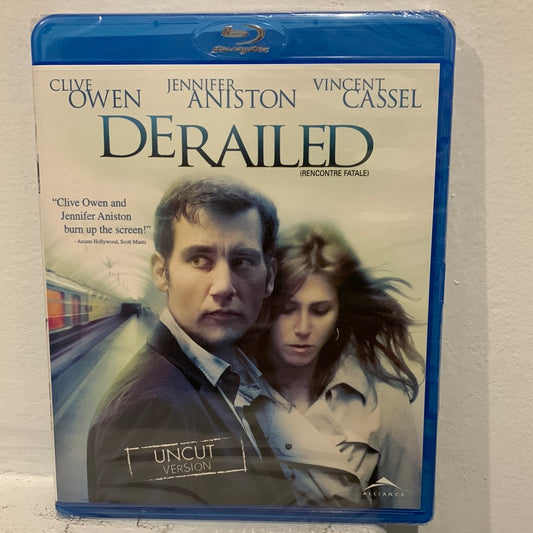 Blu-ray Disc
CLIVE OWEN JENNIFER ANISTON VINCENT CASSEL
DERAILED
(RENCONTRE FATALE)
“Clive Owen and
Jennifer Aniston
burn up the screen!”
- Access Hollywood, Scott Mantz
UNCUT
VERSION
ALLIANCE